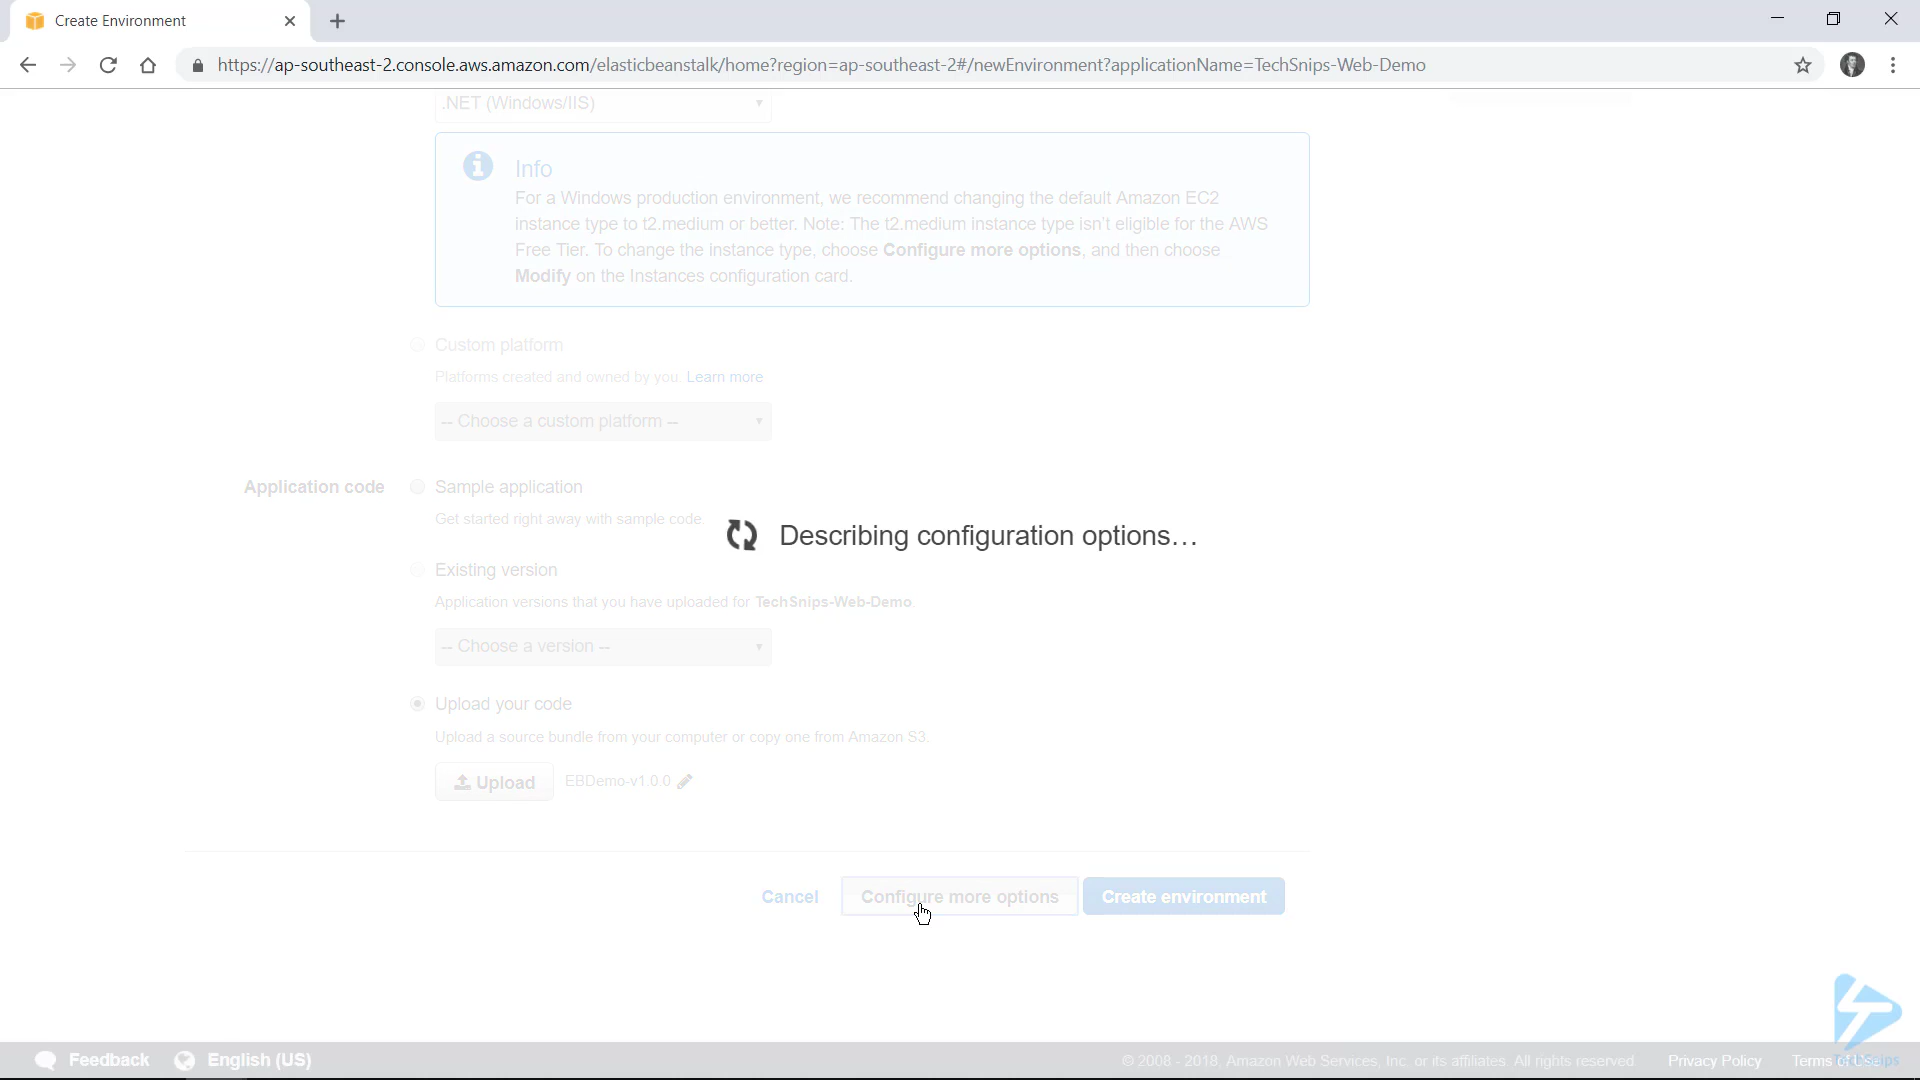 Create Environment
https://ap-southeast-2.console.aws.amazon.com/elasticbeanstalk/home?region=ap-southeast-2#/newEnvironment?applicationName=TechSnips-Web-Demo
.NET (Windows/IIS)
Info
For a Windows production environment, we recommend changing the default Amazon EC2
instance type to t2.medium or better. Note: The t2.medium instance type isn't eligible for the AWS
Free Tier. To change the instance type, choose Configure more options, and then choose
Modify on the Instances configuration card.
Custom platform
Platforms created and owned by you. Learn more
-- Choose a custom platform --
Application code
Sample application
Get started right away with sample code.
Describing configuration options...
Existing version
Application versions that you have uploaded for TechSnips-Web-Demo.
-- Choose a version --
Upload your code
Upload a source bundle from your computer or copy one from Amazon S3.
Upload EBDemo-v1.0.0
Cancel Configure more options Create environment
Feedback English (US) © 2008 - 2018, Amazon Web Services, Inc. or its affiliates. All rights reserved. Privacy Policy Terms of Use